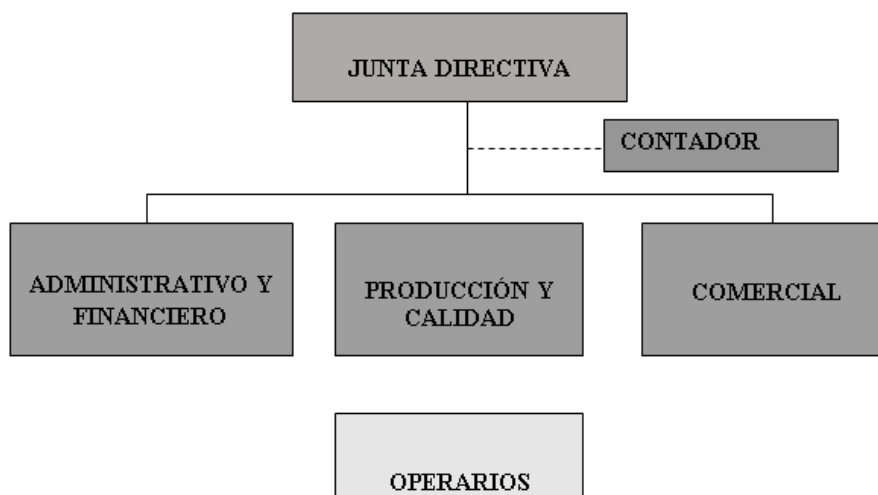 JUNTA DIRECTIVA
CONTADOR
ADMINISTRATIVO Y
FINANCIERO
PRODUCCIÓN Y
CALIDAD
COMERCIAL
OPERARIOS